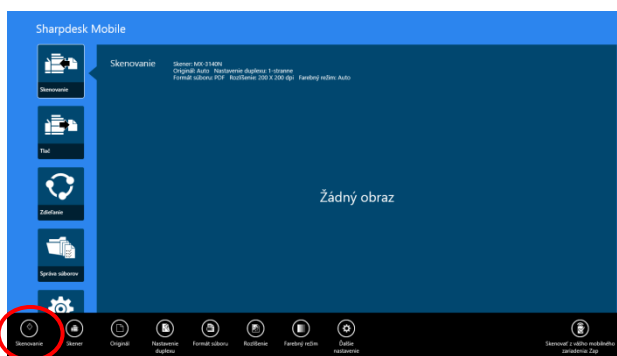 Sharpdesk Mobile
Skenovanie
Tlač
Zdieľanie
Správa súborov
Skenovanie
Skener: MX-3140N
Originál: Auto Nastavenie duplexu: 1-stranne
Formát súboru: PDF Rozlíšenie: 200 X 200 dpi Farebný režim: Auto
Žádný obraz
Skenovanie
Skener
Originál
Nastavenie
duplexu
Formát súboru
Rozlíšenie
Farebný režim
Ďalšie
nastavenie
Skenovať z vášho mobilného
zariadenia: Zap